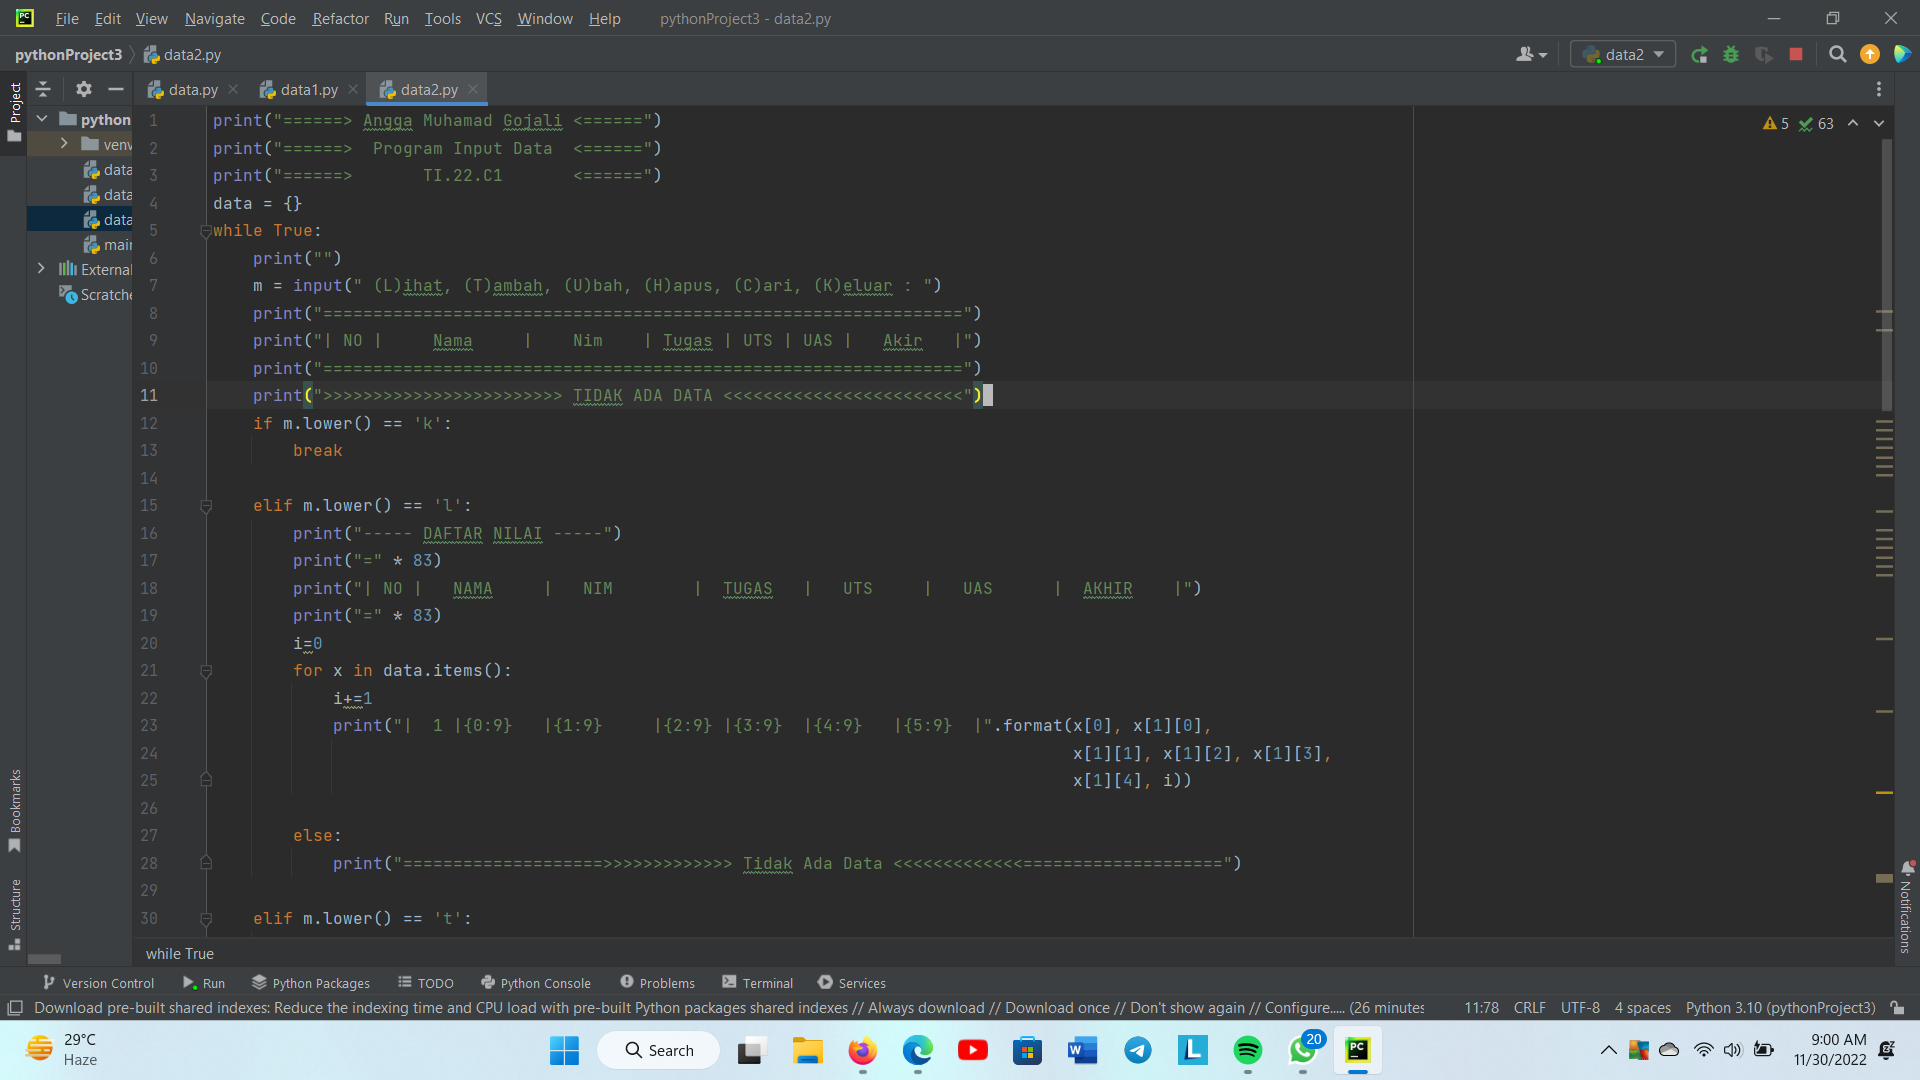 File Edit View Navigate Code Refactor Run Tools VCS Window Help pythonProject3 - data2.py
pythonProject3 data2.py data2
Project
data.py data1.py data2.py
python
venv
data
data
data
main
External
Scratche
5 63
1 print("======> Angga Muhamad Gojali <======")
2 print("======>  Program Input Data  <======")
3 print("======>       TI.22.C1       <======")
4 data = {}
5 while True:
6     print("")
7     m = input(" (L)ihat, (T)ambah, (U)bah, (H)apus, (C)ari, (K)eluar : ")
8     print("================================================================")
9     print("| NO |     Nama     |    Nim    | Tugas | UTS | UAS |   Akir   |")
10     print("================================================================")
11     print(">>>>>>>>>>>>>>>>>>>>>>>> TIDAK ADA DATA <<<<<<<<<<<<<<<<<<<<<<<<")
12     if m.lower() == 'k':
13         break
14
15     elif m.lower() == 'l':
16         print("----- DAFTAR NILAI -----")
17         print("=" * 83)
18         print("| NO |   NAMA     |   NIM        |  TUGAS   |   UTS     |   UAS      |  AKHIR    |")
19         print("=" * 83)
20         i=0
21         for x in data.items():
22             i+=1
23             print("|  1 |{0:9}   |{1:9}     |{2:9} |{3:9}  |{4:9}   |{5:9}  |".format(x[0], x[1][0],
24                                                                                       x[1][1], x[1][2], x[1][3],
25                                                                                       x[1][4], i))
26
27         else:
28             print("====================>>>>>>>>>>>>> Tidak Ada Data <<<<<<<<<<<<<====================")
29
30     elif m.lower() == 't':
Bookmarks
Structure
Notifications
while True
Version Control Run Python Packages TODO Python Console Problems Terminal Services
Download pre-built shared indexes: Reduce the indexing time and CPU load with pre-built Python packages shared indexes // Always download // Download once // Don't show again // Configure..... (26 minutes 11:78 CRLF UTF-8 4 spaces Python 3.10 (pythonProject3)
29°C
Haze
Search
20
9:00 AM
11/30/2022